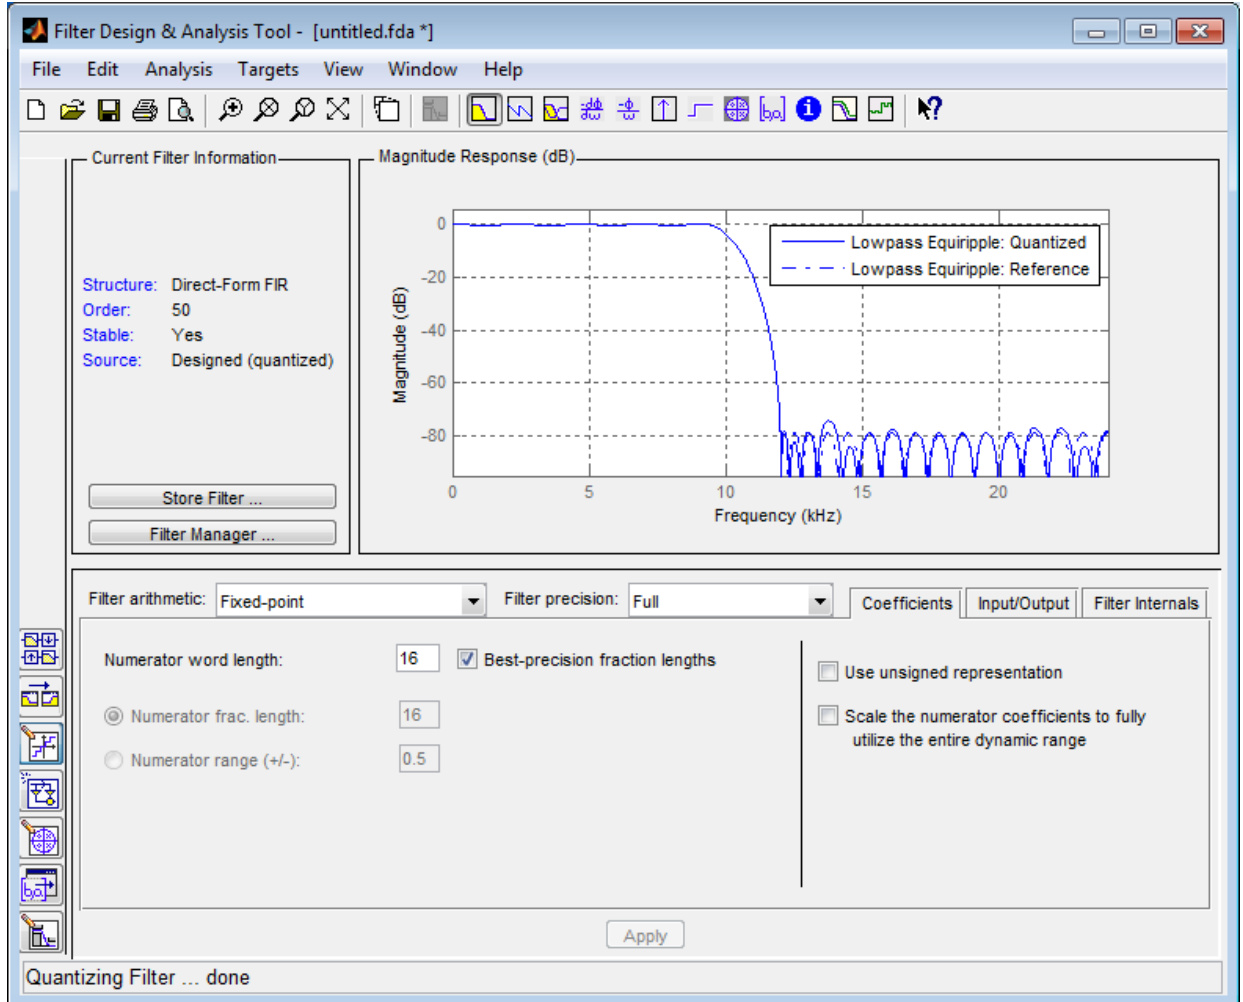 Filter Design & Analysis Tool - [untitled.fda *]
File Edit Analysis Targets View Window Help
Current Filter Information
Structure: Direct-Form FIR
Order: 50
Stable: Yes
Source: Designed (quantized)
Store Filter ...
Filter Manager ...
Magnitude Response (dB)
Magnitude (dB)
0
-20
-40
-60
-80
Lowpass Equiripple: Quantized
Lowpass Equiripple: Reference
0 5 10 15 20
Frequency (kHz)
Filter arithmetic: Fixed-point Filter precision: Full Coefficients Input/Output Filter Internals
Numerator word length: 16 Best-precision fraction lengths
Numerator frac. length: 16
Numerator range (+/-): 0.5
Use unsigned representation
Scale the numerator coefficients to fully
utilize the entire dynamic range
Apply
Quantizing Filter ... done